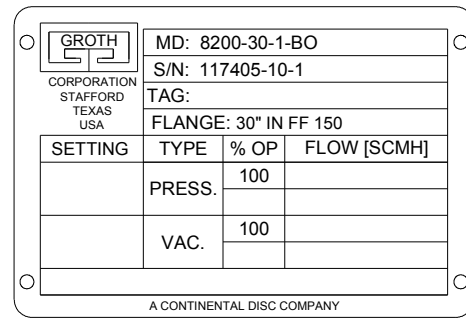 GROTH
CORPORATION
STAFFORD
TEXAS
USA
MD: 8200-30-1-BO
S/N: 117405-10-1
TAG:
FLANGE: 30" IN FF 150
SETTING TYPE % OP FLOW [SCMH]
PRESS. 100
VAC. 100
A CONTINENTAL DISC COMPANY